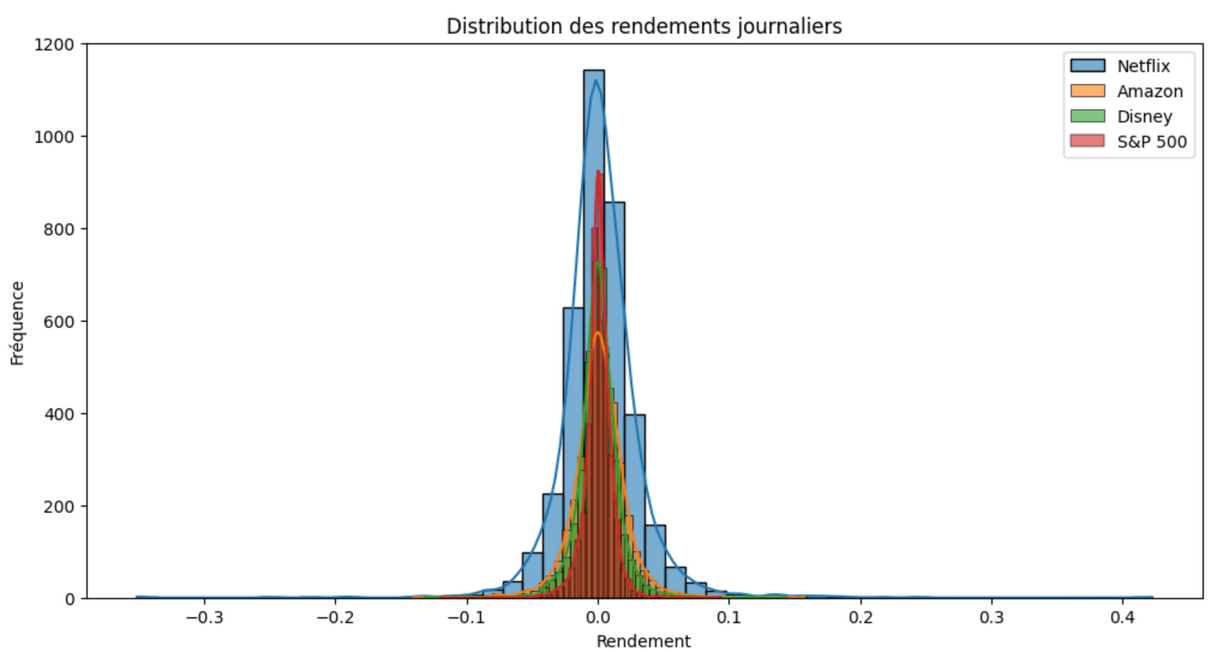 Distribution des rendements journaliers
1200
1000
800
600
400
200
0
Fréquence
Netflix
Amazon
Disney
S&P 500
−0.3 −0.2 −0.1 0.0 0.1 0.2 0.3 0.4
Rendement